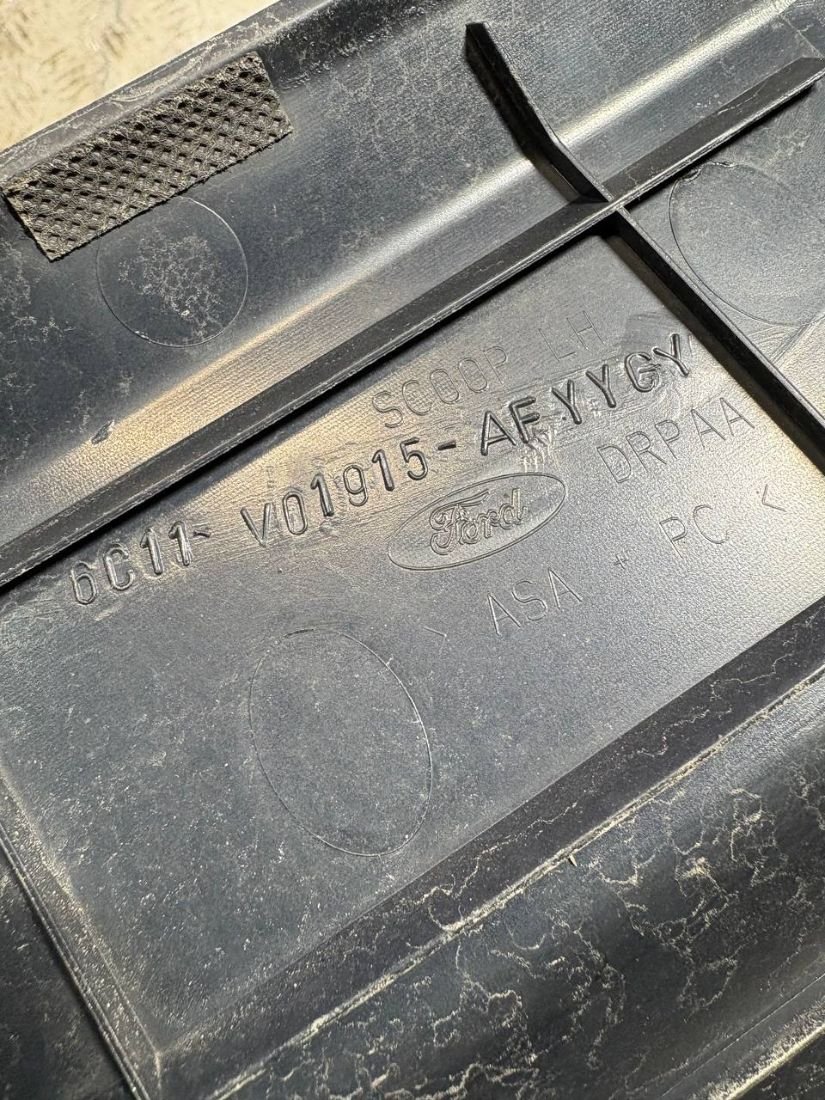 SCOOP LH
6C11-V01915-AFYYGY
Ford DRPAA
> ASA + PC <